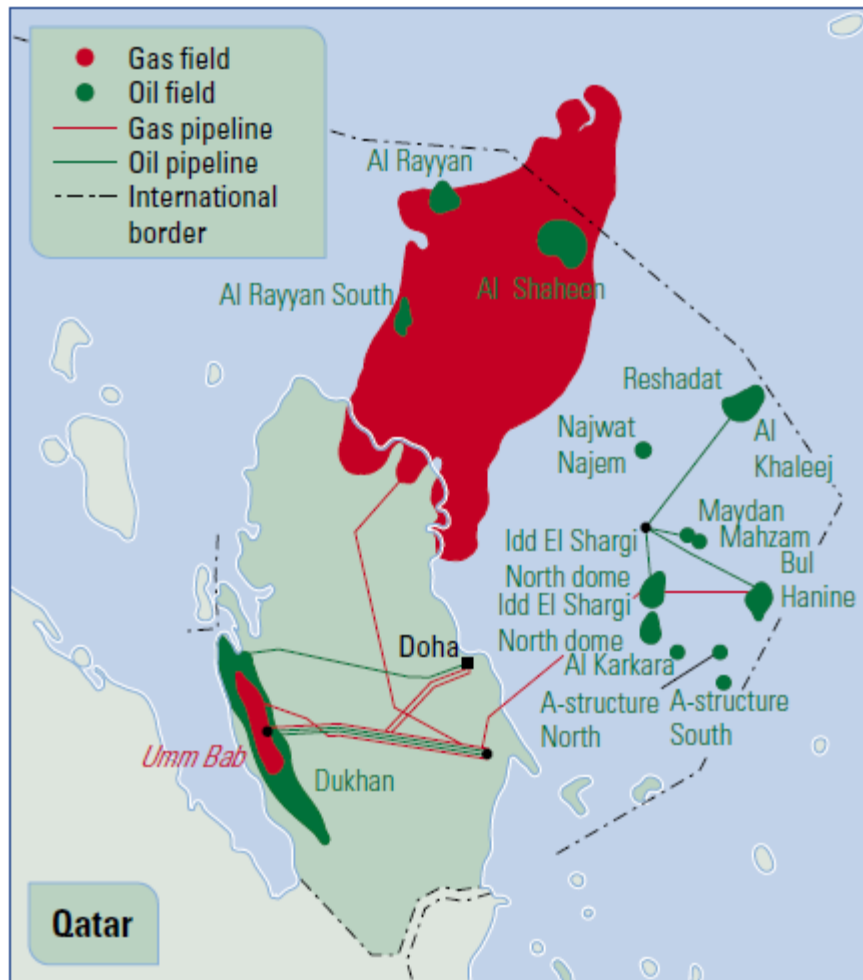 Gas field
Oil field
Gas pipeline
Oil pipeline
International
border
Al Rayyan
Al Shaheen
Al Rayyan South
Reshadat
Najwat
Najem
Al
Khaleej
Maydan
Mahzam
Idd El Shargi
North dome
Bul
Hanine
Idd El Shargi
North dome
Doha
Al Karkara
A-structure
North
A-structure
South
Umm Bab
Dukhan
Qatar